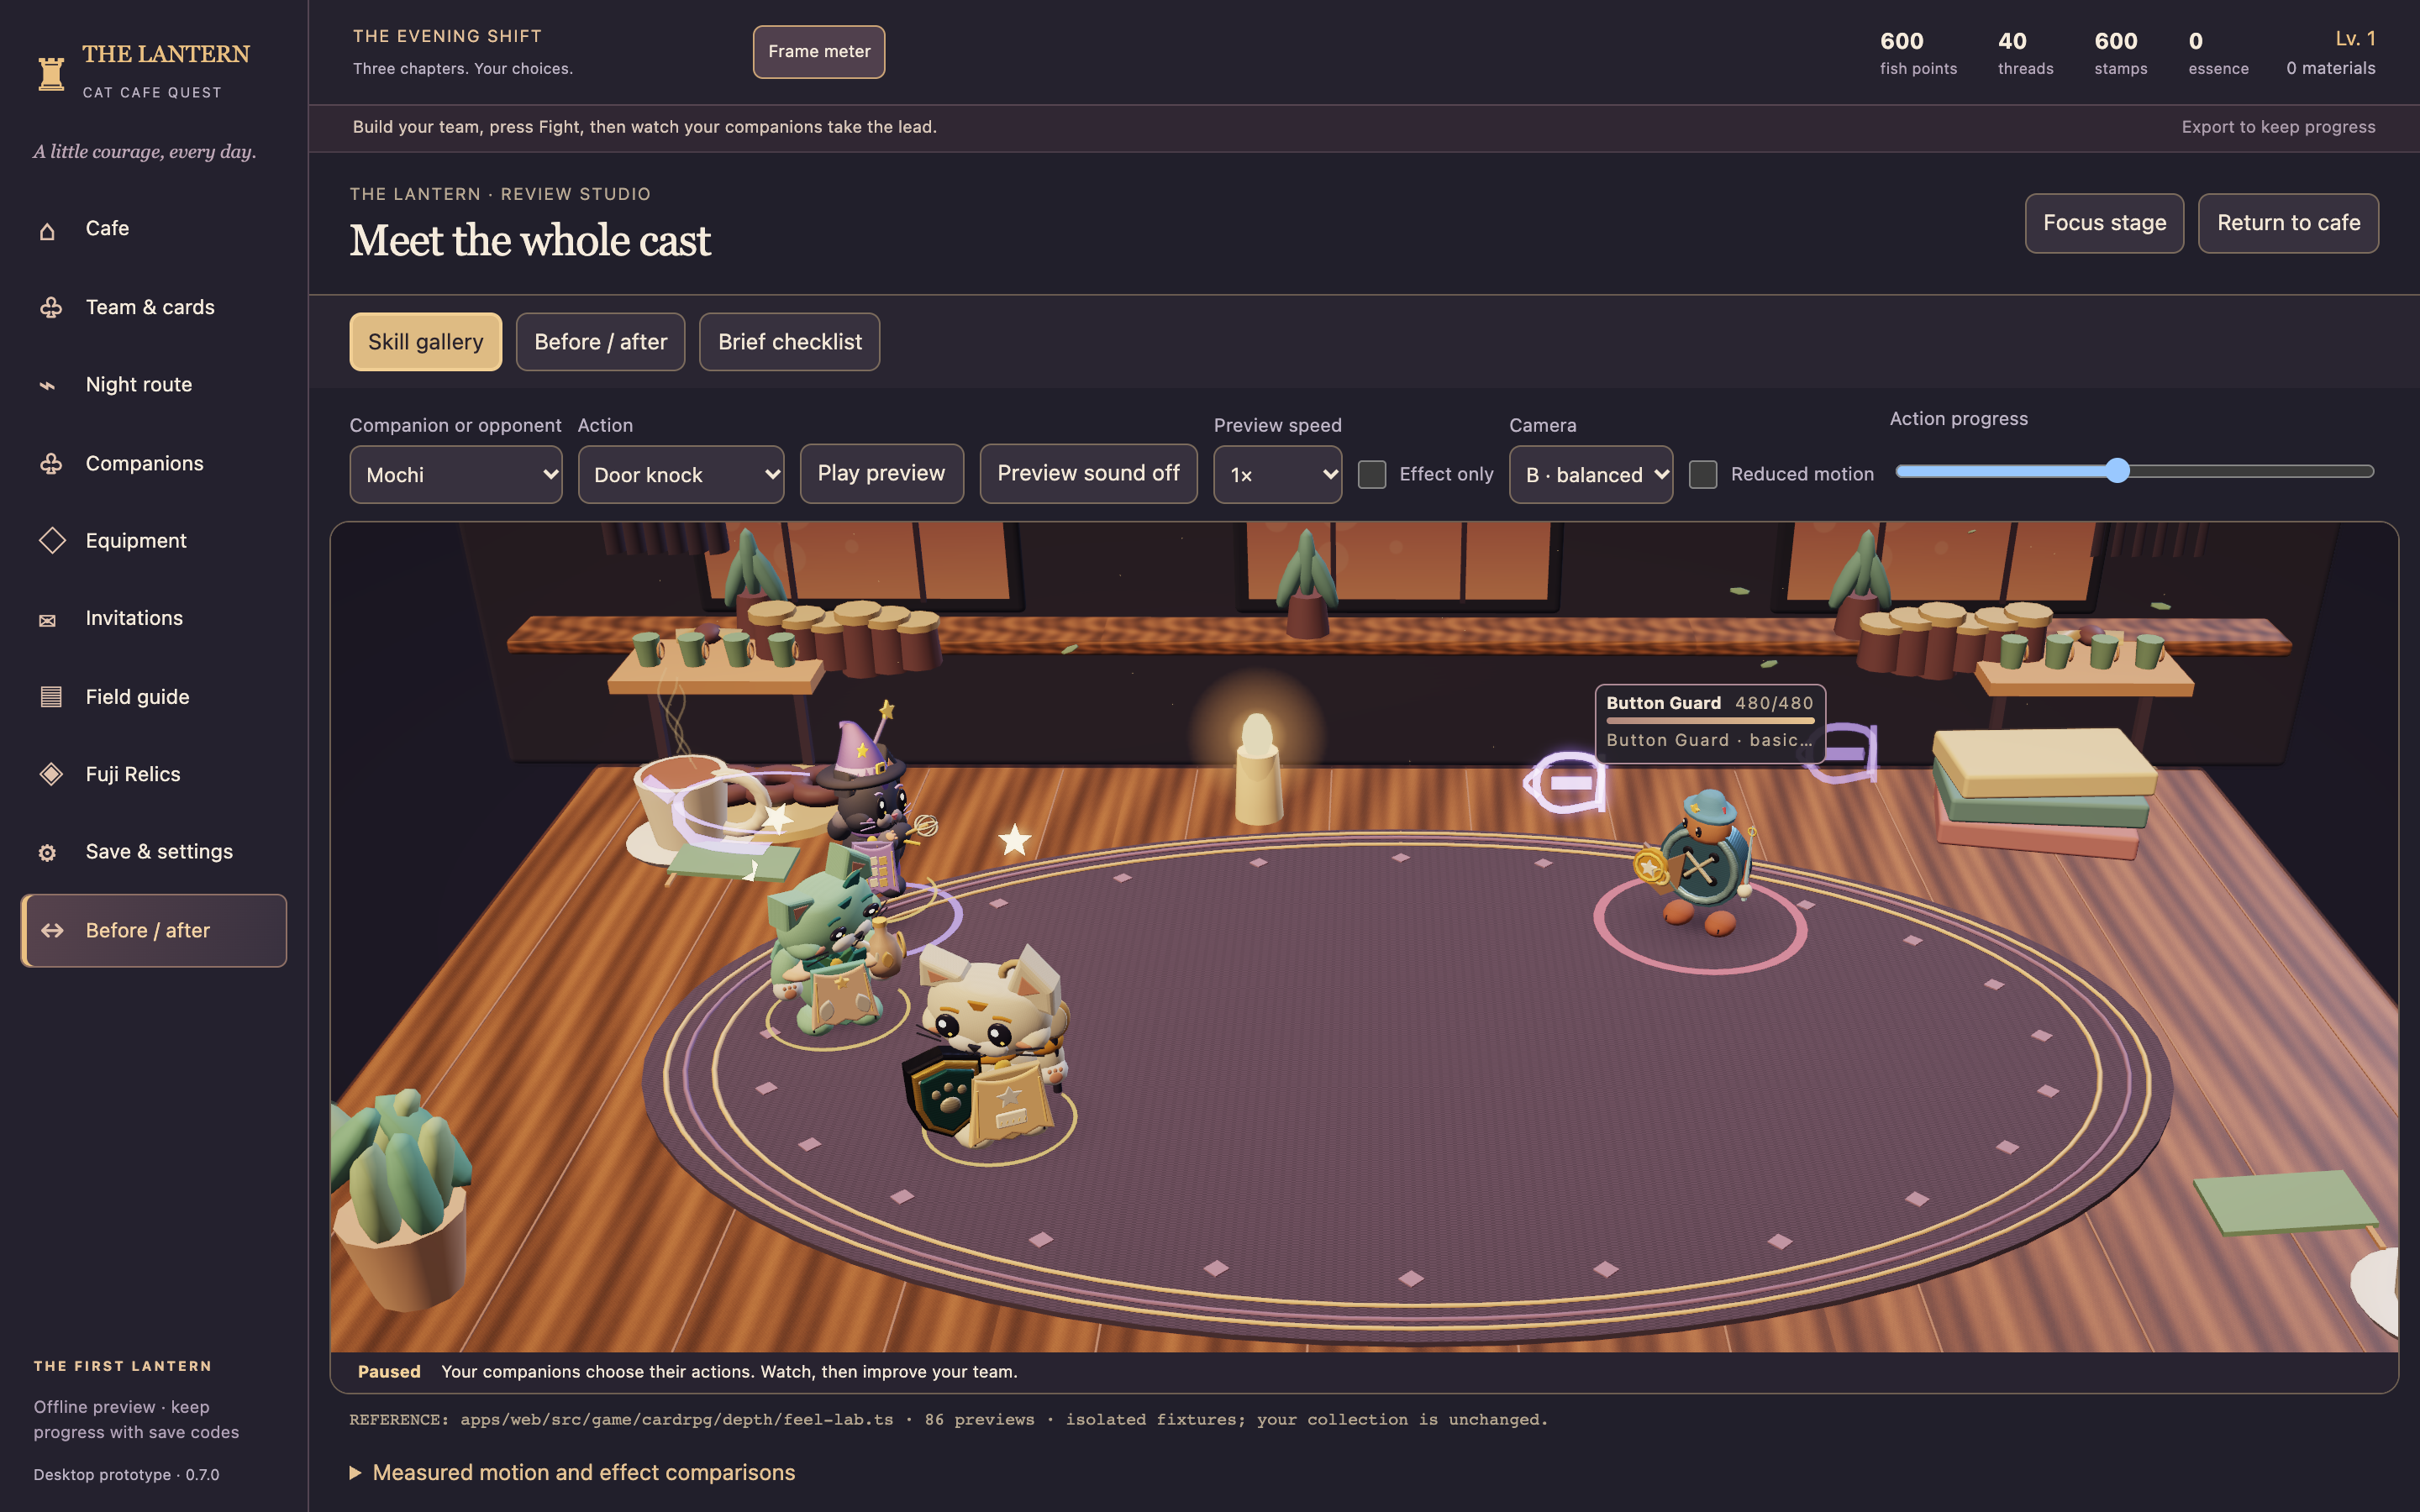 THE LANTERN
CAT CAFE QUEST
A little courage, every day.
Cafe
Team & cards
Night route
Companions
Equipment
Invitations
Field guide
Fuji Relics
Save & settings
Before / after
THE FIRST LANTERN
Offline preview · keep
progress with save codes
Desktop prototype · 0.7.0
THE EVENING SHIFT
Three chapters. Your choices.
Frame meter
600 fish points
40 threads
600 stamps
0 essence
Lv. 1
0 materials
Build your team, press Fight, then watch your companions take the lead.
Export to keep progress
THE LANTERN · REVIEW STUDIO
Meet the whole cast
Focus stage
Return to cafe
Skill gallery
Before / after
Brief checklist
Companion or opponent
Mochi
Action
Door knock
Play preview
Preview sound off
Preview speed
1×
Effect only
Camera
B · balanced
Reduced motion
Action progress
Button Guard 480/480
Button Guard · basic…
Paused Your companions choose their actions. Watch, then improve your team.
REFERENCE: apps/web/src/game/cardrpg/depth/feel-lab.ts · 86 previews · isolated fixtures; your collection is unchanged.
Measured motion and effect comparisons